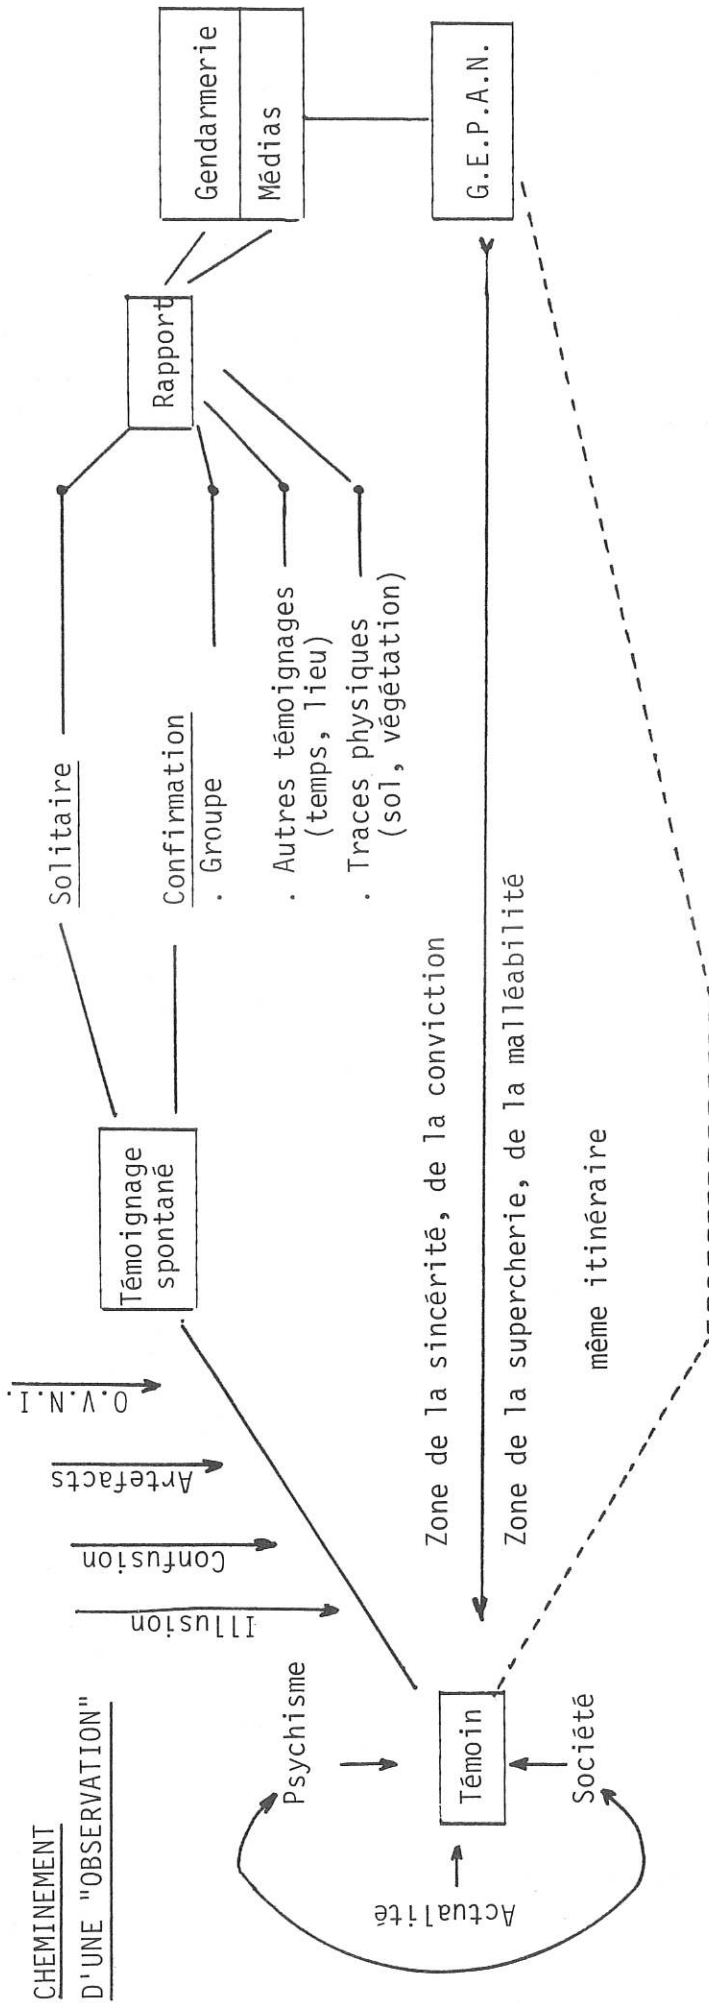 CHEMINEMENT
D'UNE "OBSERVATION"
Actualité
Psychisme
Témoin
Société
Illusion
Confusion
Artefacts
O.V.N.I.
Témoignage
spontané
Solitaire
Confirmation
. Groupe
. Autres témoignages
(temps, lieu)
. Traces physiques
(sol, végétation)
Rapport
Gendarmerie
Médias
G.E.P.A.N.
Zone de la sincérité, de la conviction
Zone de la supercherie, de la malléabilité
même itinéraire